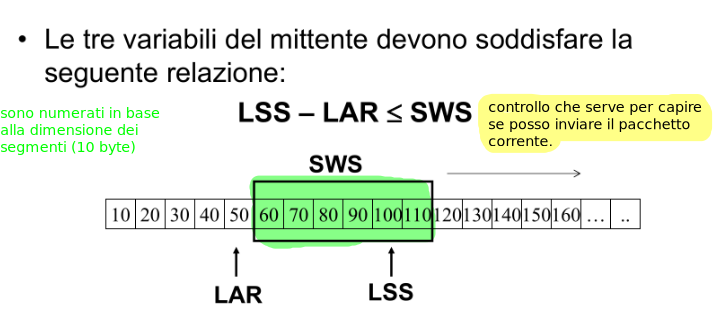 • Le tre variabili del mittente devono soddisfare la
seguente relazione:
sono numerati in base
alla dimensione dei
segmenti (10 byte)
LSS – LAR ≤ SWS
controllo che serve per capire
se posso inviare il pacchetto
corrente.
SWS
10 20 30 40 50 60 70 80 90 100 110 120 130 140 150 160 ... ..
LAR
LSS